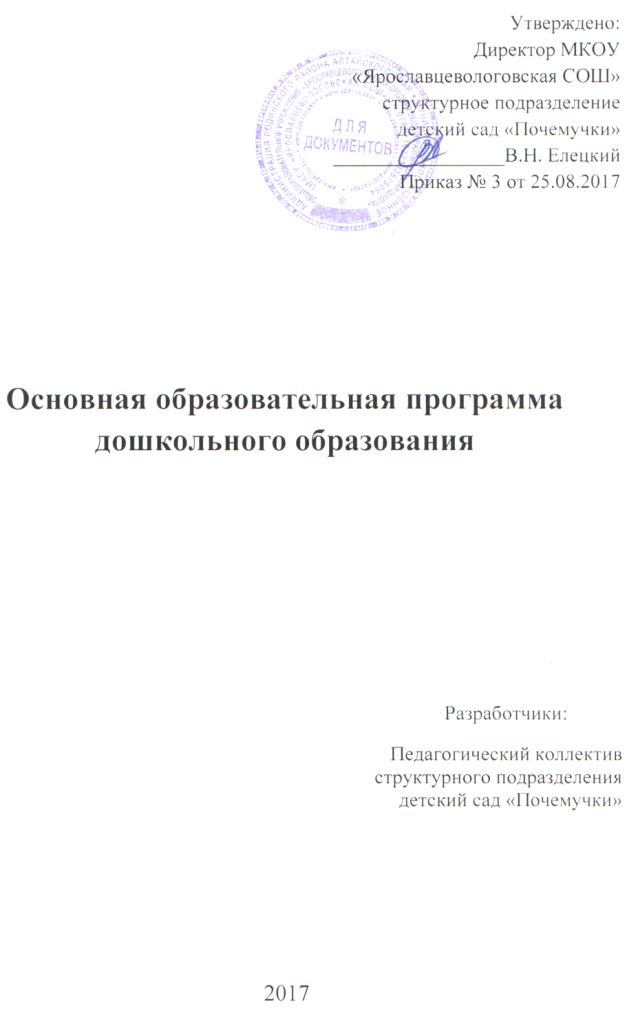 Утверждено:
Директор МКОУ
«Ярославцевологовская СОШ»
структурное подразделение
детский сад «Почемучки»
В.Н. Елецкий
Приказ № 3 от 25.08.2017
ДЛЯ
ДОКУМЕНТОВ
Основная образовательная программа
дошкольного образования
Разработчики:
Педагогический коллектив
структурного подразделения
детский сад «Почемучки»
2017